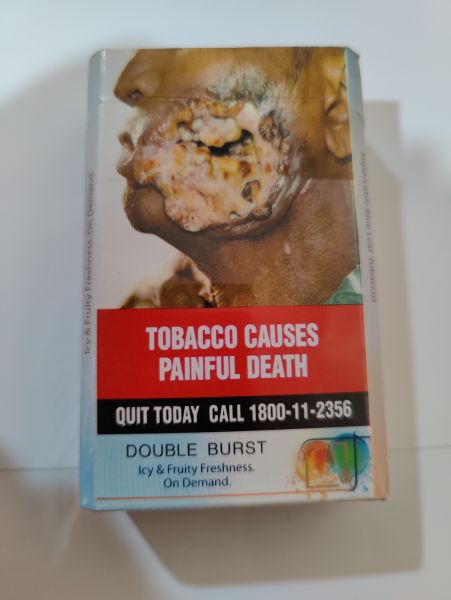 TOBACCO CAUSES
PAINFUL DEATH
QUIT TODAY CALL 1800-11-2356
DOUBLE BURST
Icy & Fruity Freshness.
On Demand.
Icy & Fruity Freshness. On Demand.